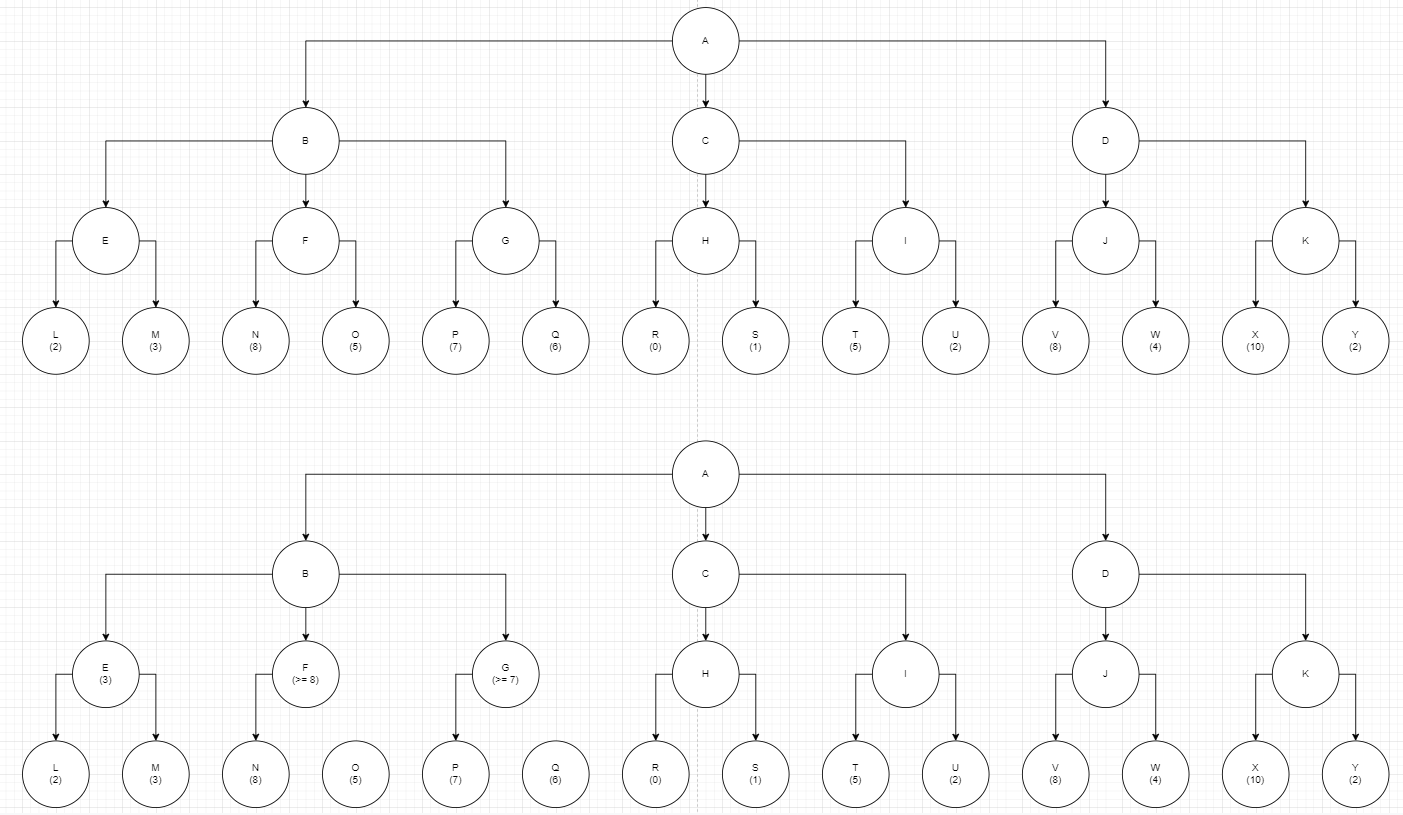 A
B
C
D
E
F
G
H
I
J
K
L
(2)
M
(3)
N
(8)
O
(5)
P
(7)
Q
(6)
R
(0)
S
(1)
T
(5)
U
(2)
V
(8)
W
(4)
X
(10)
Y
(2)
A
B
C
D
E
(3)
F
(>= 8)
G
(>= 7)
H
I
J
K
L
(2)
M
(3)
N
(8)
O
(5)
P
(7)
Q
(6)
R
(0)
S
(1)
T
(5)
U
(2)
V
(8)
W
(4)
X
(10)
Y
(2)